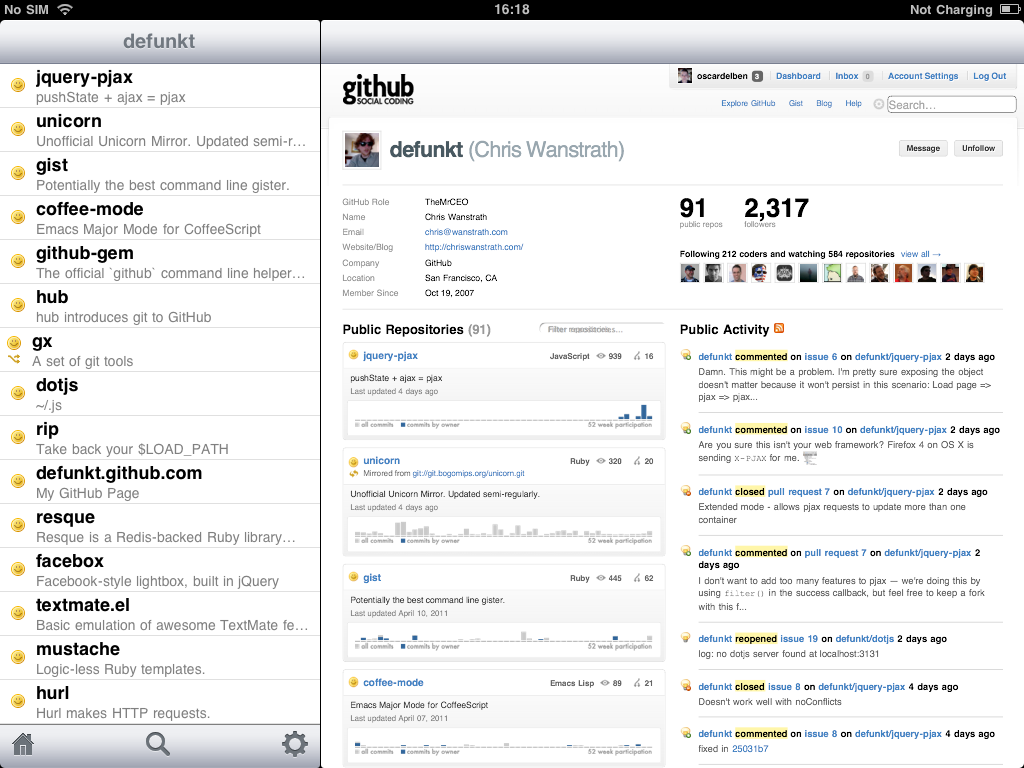 No SIM
16:18
Not Charging
defunkt
jquery-pjax
pushState + ajax = pjax
unicorn
Unofficial Unicorn Mirror. Updated semi-r…
gist
Potentially the best command line gister.
coffee-mode
Emacs Major Mode for CoffeeScript
github-gem
The official `github` command line helper…
hub
hub introduces git to GitHub
gx
A set of git tools
dotjs
~/.js
rip
Take back your $LOAD_PATH
defunkt.github.com
My GitHub Page
resque
Resque is a Redis-backed Ruby library…
facebox
Facebook-style lightbox, built in jQuery
textmate.el
Basic emulation of awesome TextMate fe…
mustache
Logic-less Ruby templates.
hurl
Hurl makes HTTP requests.
github
SOCIAL CODING
oscardelben 3 Dashboard Inbox 0 Account Settings Log Out
Explore GitHub Gist Blog Help Search...
defunkt (Chris Wanstrath)
Message Unfollow
GitHub Role TheMrCEO
Name Chris Wanstrath
Email chris@wanstrath.com
Website/Blog http://chriswanstrath.com/
Company GitHub
Location San Francisco, CA
Member Since Oct 19, 2007
91 2,317
public repos followers
Following 212 coders and watching 584 repositories view all →
Public Repositories (91)
Filter repositories…
jquery-pjax JavaScript 939 16
pushState + ajax = pjax
Last updated 4 days ago
all commits commits by owner 52 week participation
unicorn Ruby 320 20
Mirrored from git://git.bogomips.org/unicorn.git
Unofficial Unicorn Mirror. Updated semi-regularly.
Last updated 4 days ago
all commits commits by owner 52 week participation
gist Ruby 445 62
Potentially the best command line gister.
Last updated April 10, 2011
all commits commits by owner 52 week participation
coffee-mode Emacs Lisp 89 21
Emacs Major Mode for CoffeeScript
Last updated April 07, 2011
all commits commits by owner 52 week participation
Public Activity
defunkt commented on issue 6 on defunkt/jquery-pjax 2 days ago
Damn. This might be a problem. I'm pretty sure exposing the object
doesn't matter because it won't persist in this scenario: Load page =>
pjax => pjax...
defunkt commented on issue 10 on defunkt/jquery-pjax 2 days ago
Are you sure this isn't your web framework? Firefox 4 on OS X is
sending X-PJAX for me.
defunkt closed pull request 7 on defunkt/jquery-pjax 2 days ago
Extended mode - allows pjax requests to update more than one
container
defunkt commented on pull request 7 on defunkt/jquery-pjax 2
days ago
I don't want to add too many features to pjax — we're doing this by
using filter() in the success callback, but feel free to keep a fork
with this f...
defunkt reopened issue 19 on defunkt/dotjs 2 days ago
log: no dotjs server found at localhost:3131
defunkt closed issue 8 on defunkt/jquery-pjax 4 days ago
Doesn't work well with noConflicts
defunkt commented on issue 8 on defunkt/jquery-pjax 4 days ago
fixed in 25031b7